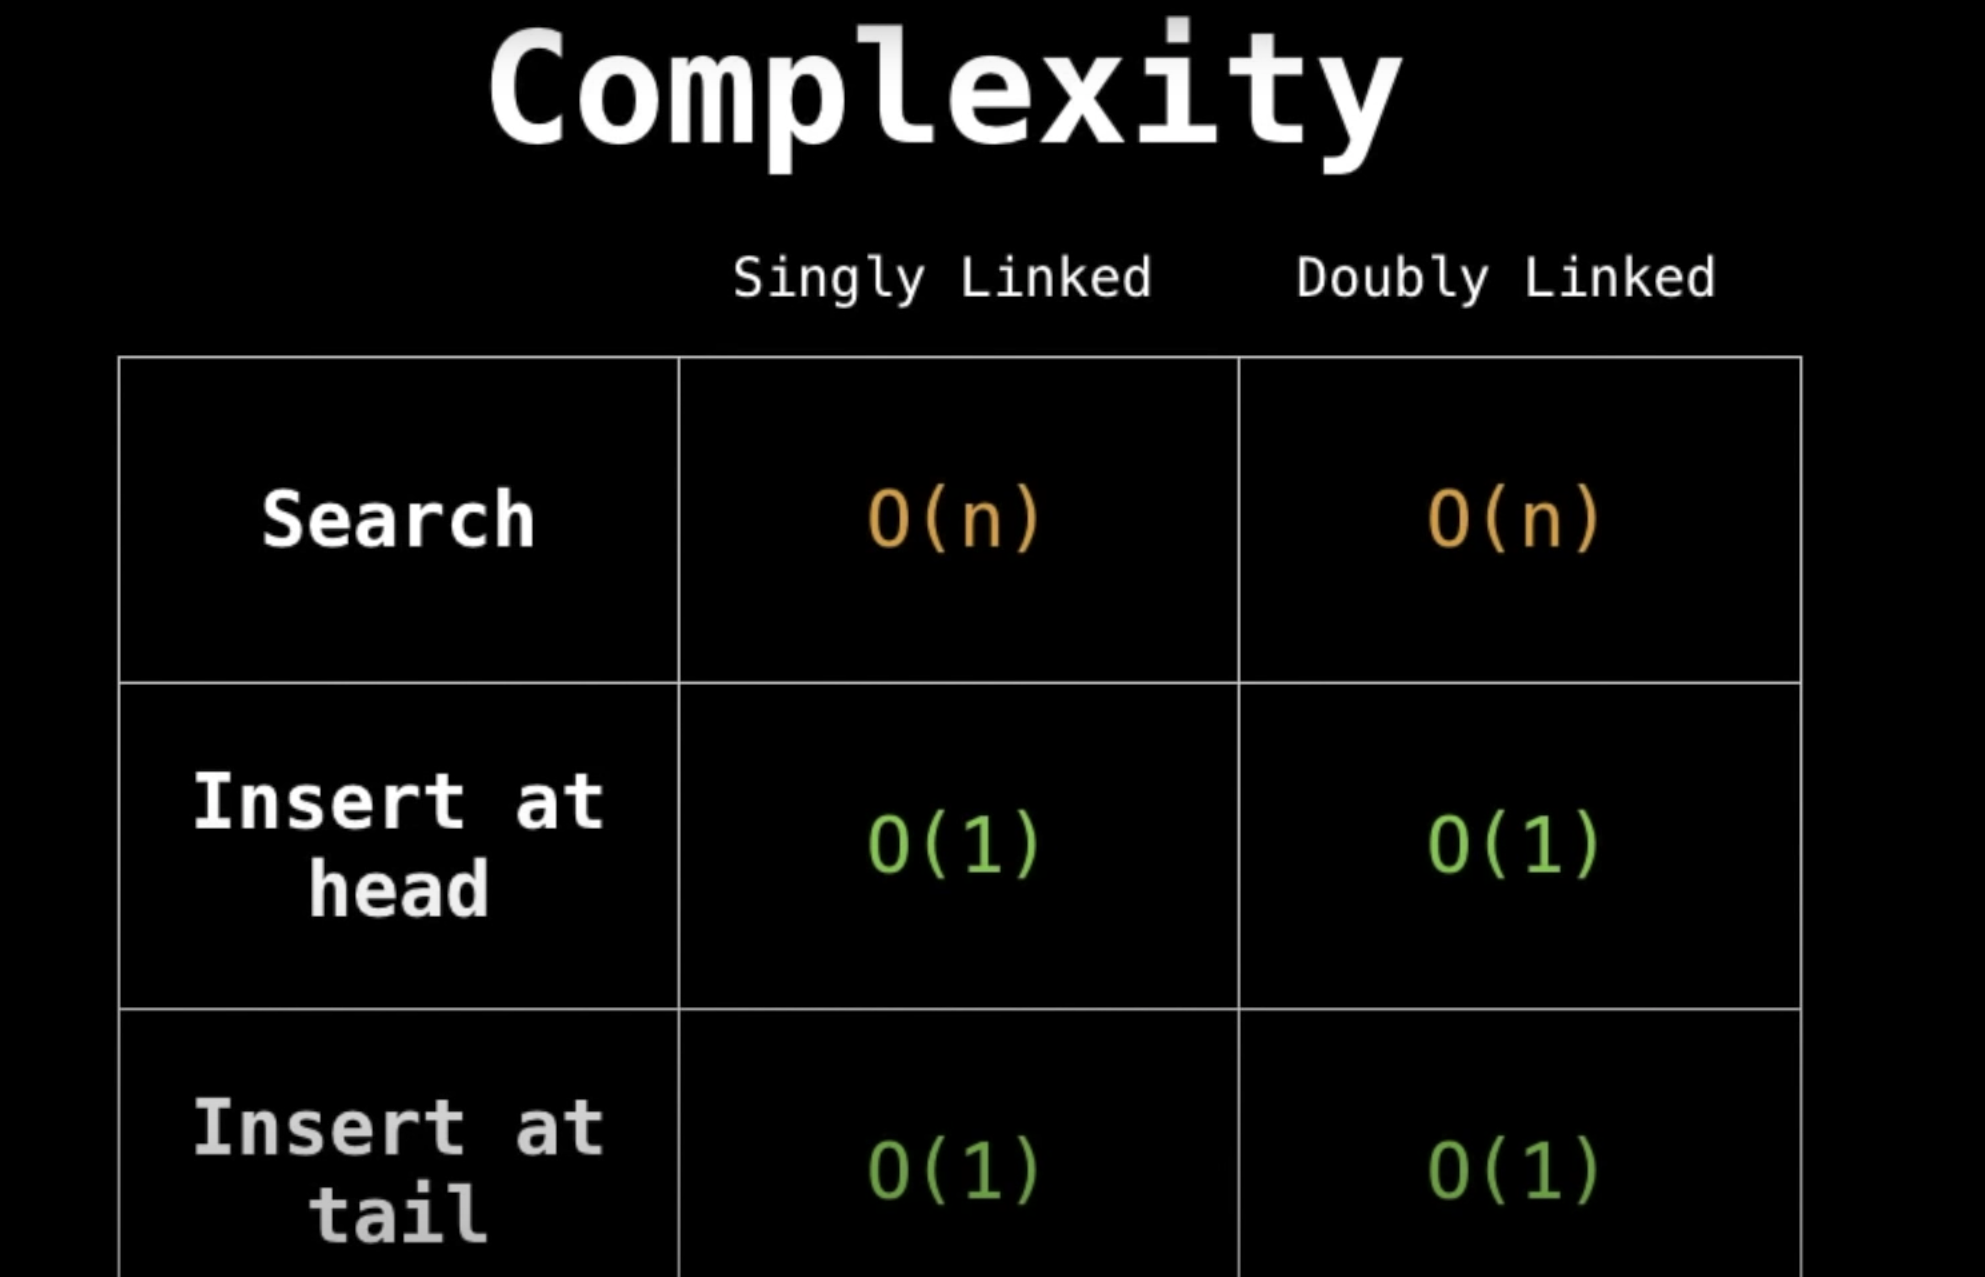 Complexity
Singly Linked Doubly Linked
Search O(n) O(n)
Insert at
head O(1) O(1)
Insert at
tail O(1) O(1)